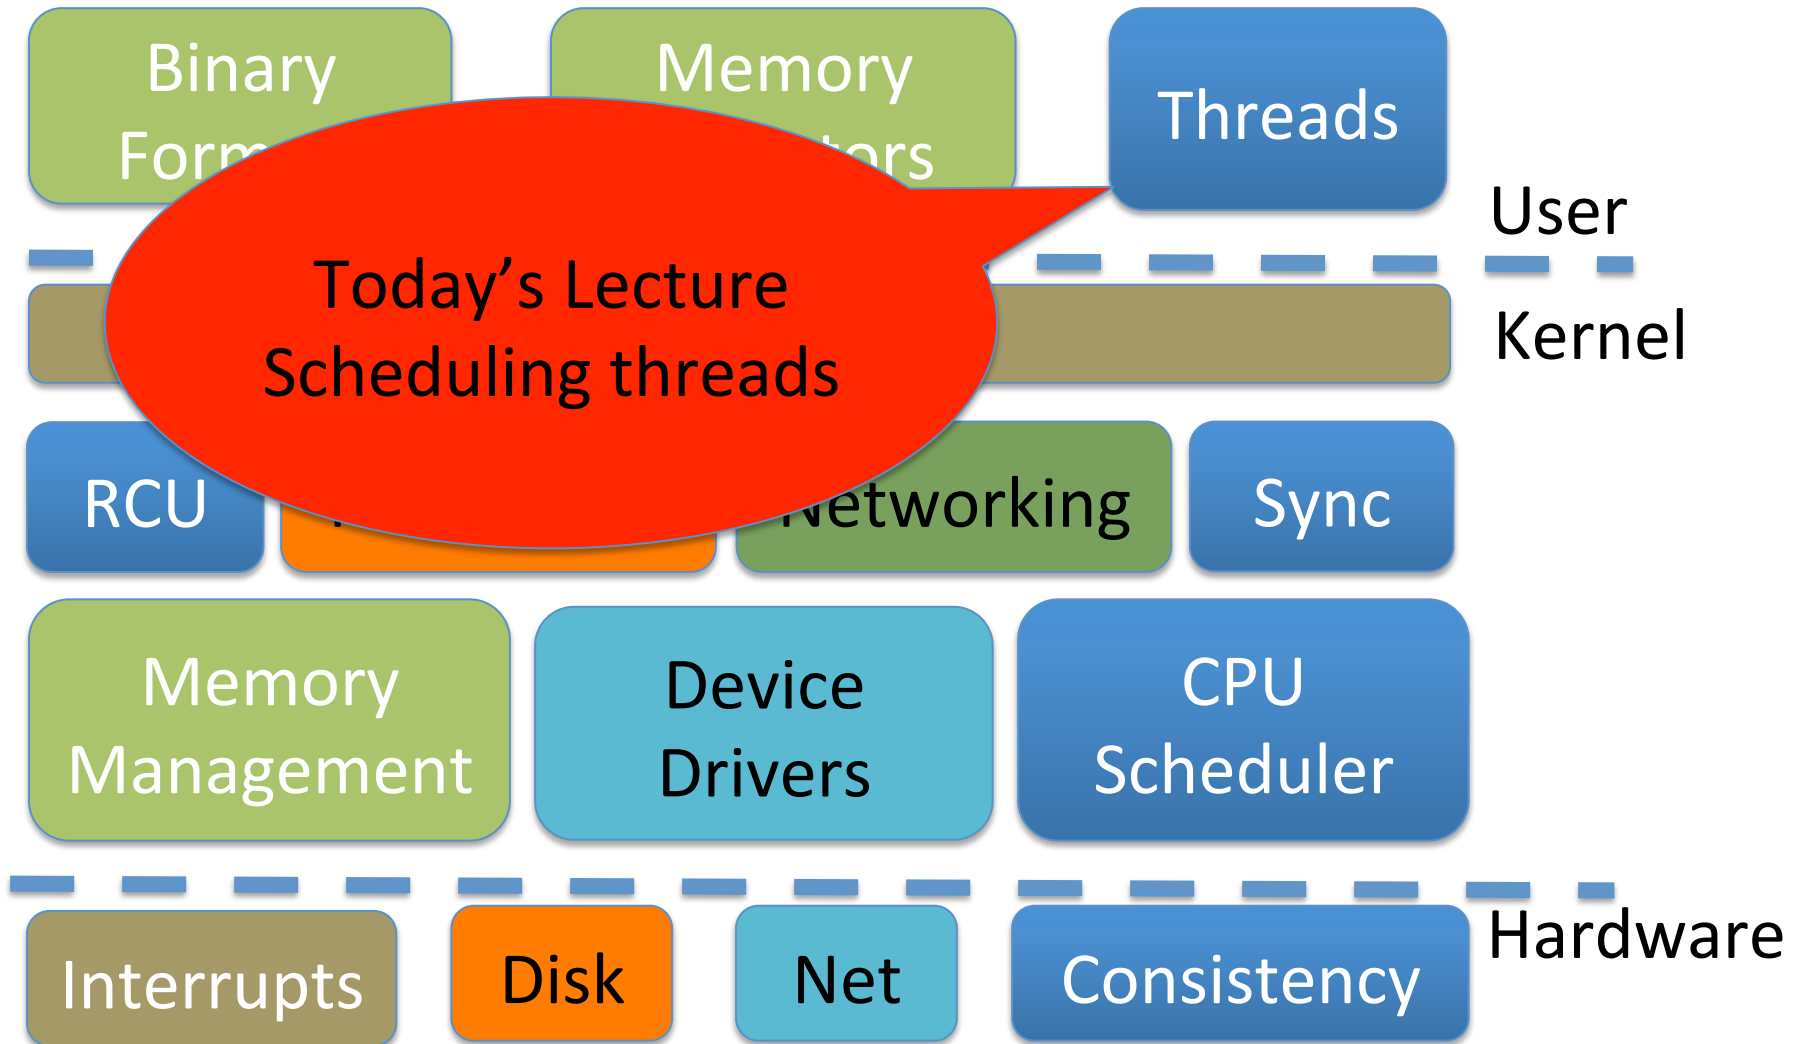 Binary
Memory
Threads
User
Today’s Lecture
Scheduling threads
Kernel
RCU
Networking
Sync
Memory
Management
Device
Drivers
CPU
Scheduler
Hardware
Interrupts
Disk
Net
Consistency